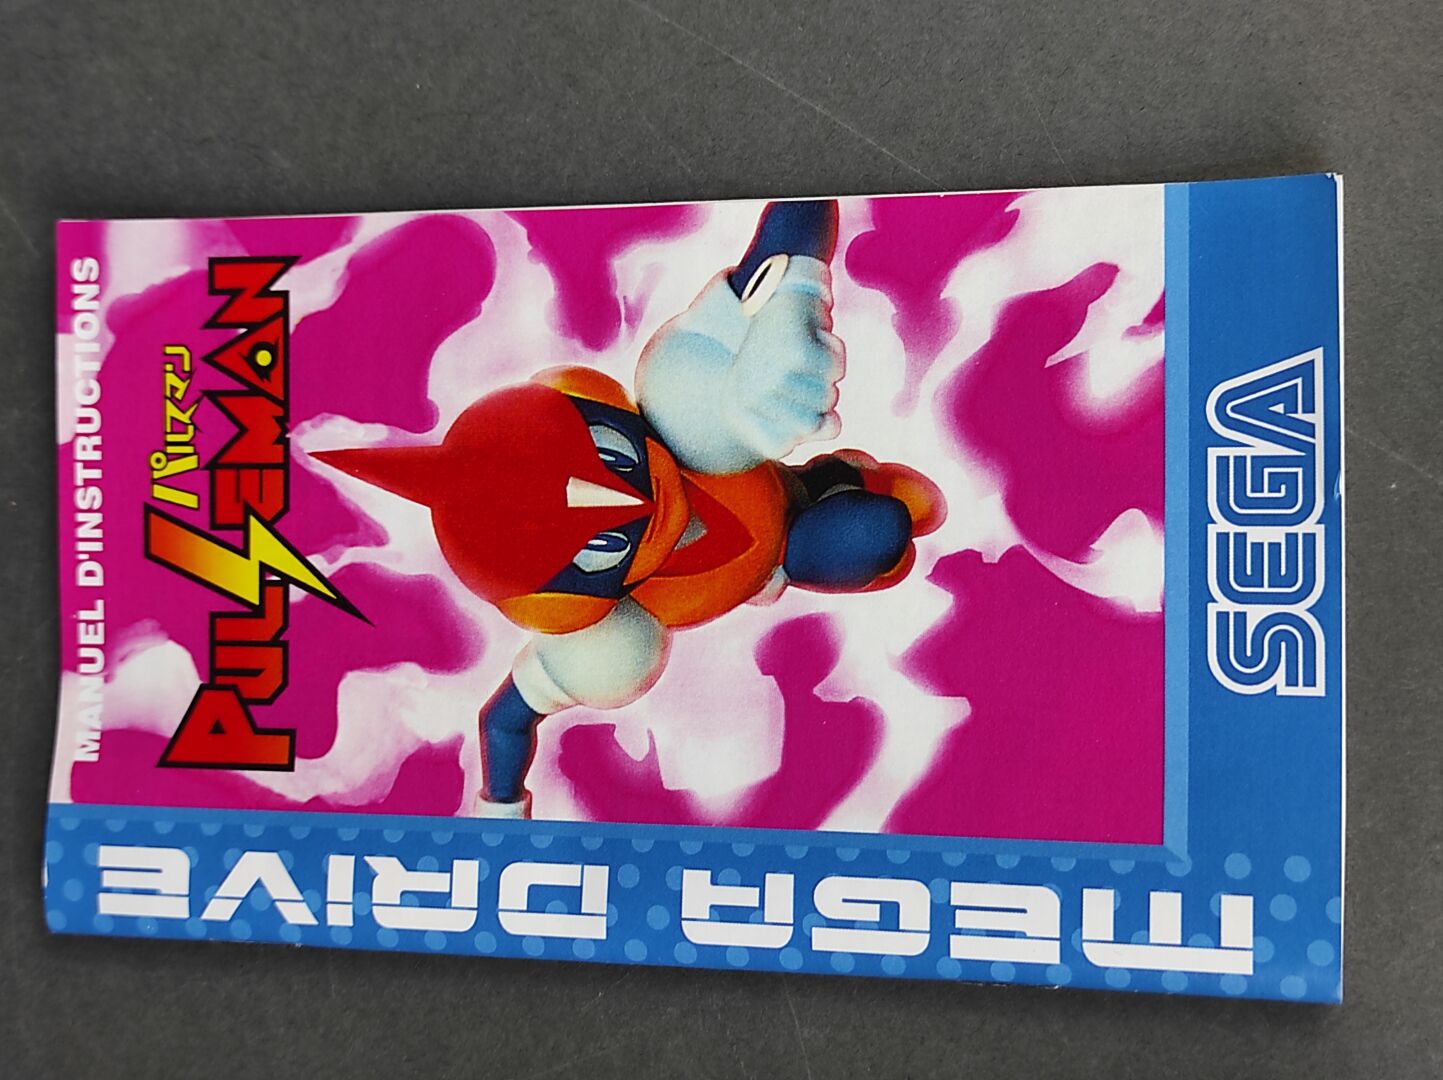 MANUEL D'INSTRUCTIONS
パルスマン
PULSEMAN
MEGA DRIVE
SEGA